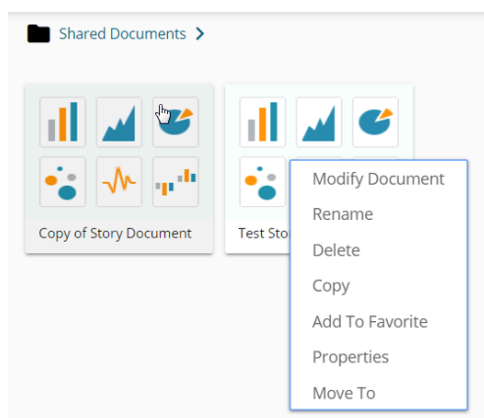 Shared Documents
Copy of Story Document
Test Sto
Modify Document
Rename
Delete
Copy
Add To Favorite
Properties
Move To